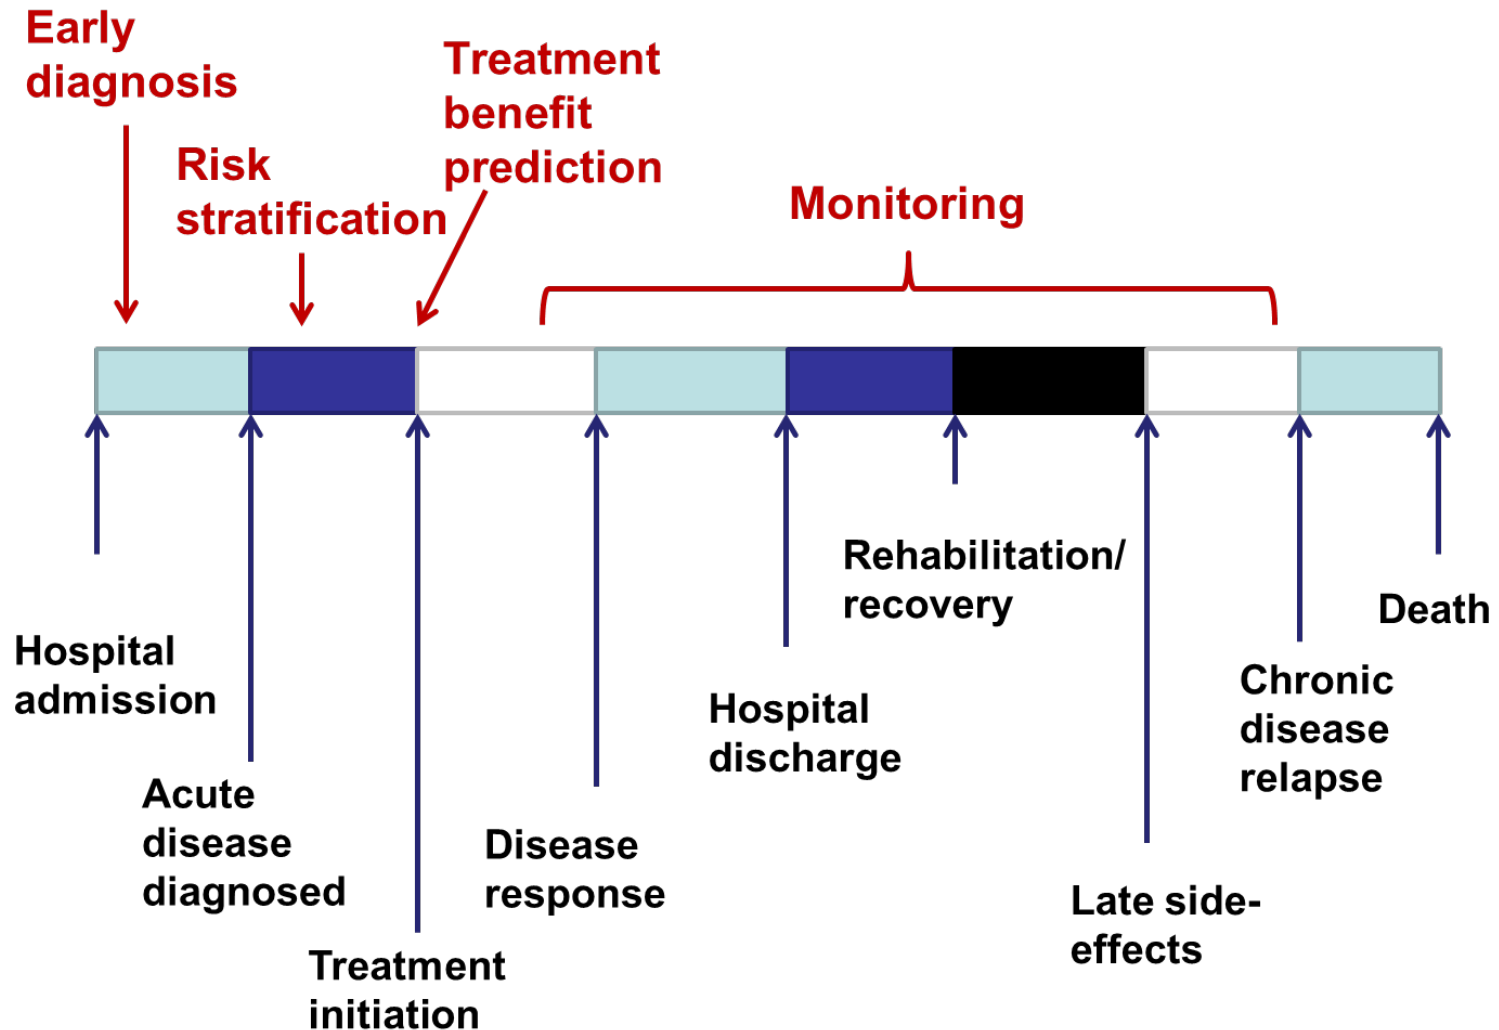 Early
diagnosis
Risk
stratification
Treatment
benefit
prediction
Monitoring
Hospital
admission
Acute
disease
diagnosed
Treatment
initiation
Disease
response
Hospital
discharge
Rehabilitation/
recovery
Late side-
effects
Chronic
disease
relapse
Death